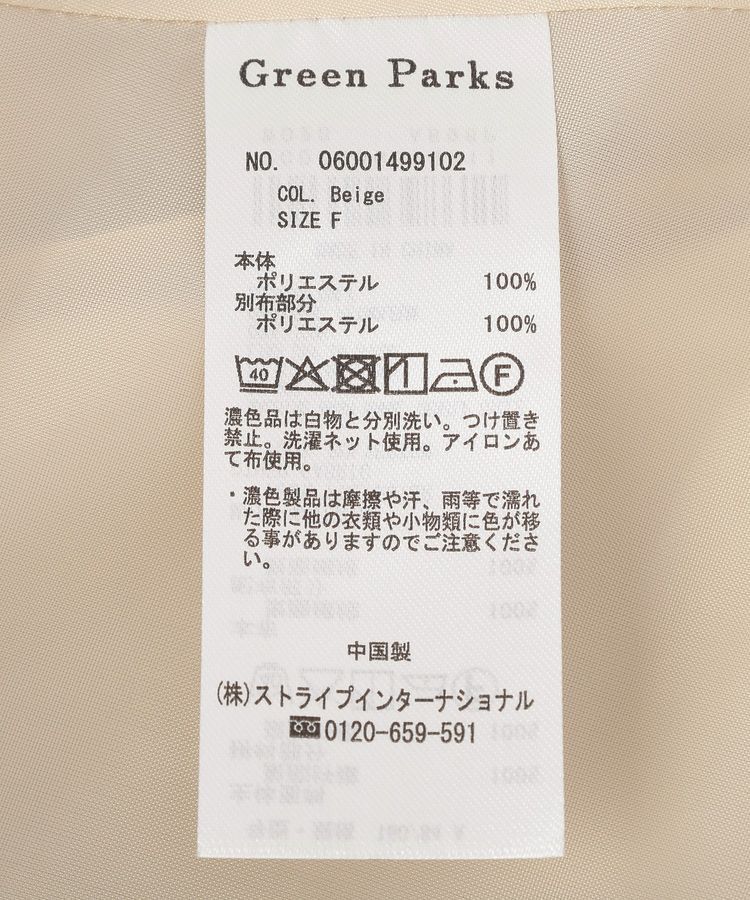 Green Parks
NO. 06001499102
COL. Beige
SIZE F
本体
ポリエステル 100%
別布部分
ポリエステル 100%
40 F
濃色品は白物と分別洗い。つけ置き
禁止。洗濯ネット使用。アイロンあ
て布使用。
・濃色製品は摩擦や汗、雨等で濡れ
た際に他の衣類や小物類に色が移
る事がありますのでご注意くださ
い。
中国製
(株)ストライプインターナショナル
0120-659-591